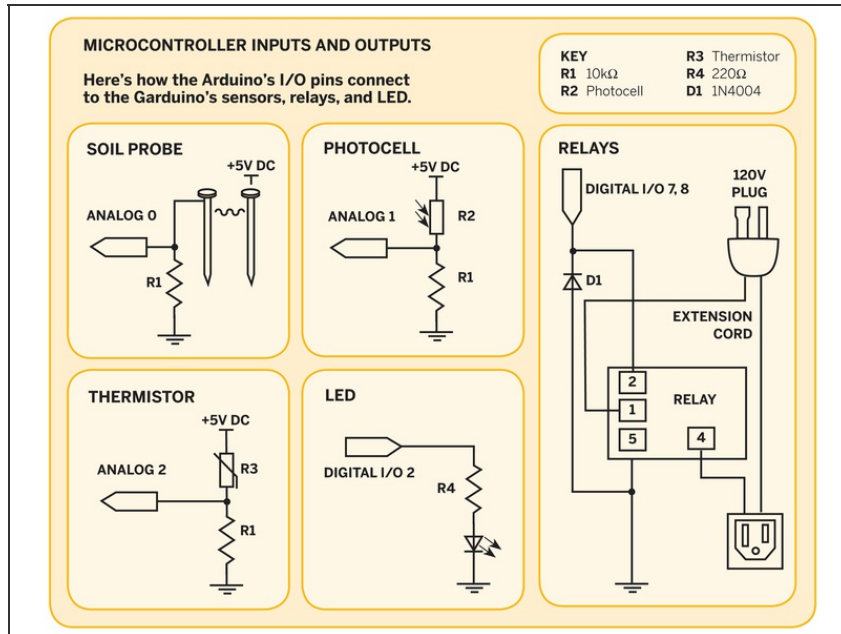 MICROCONTROLLER INPUTS AND OUTPUTS
Here's how the Arduino's I/O pins connect
to the Garduino's sensors, relays, and LED.
KEY
R1 10kΩ
R2 Photocell
R3 Thermistor
R4 220Ω
D1 1N4004
SOIL PROBE
+5V DC
ANALOG 0
R1
PHOTOCELL
+5V DC
ANALOG 1
R2
R1
RELAYS
DIGITAL I/O 7, 8
120V
PLUG
D1
EXTENSION
CORD
2
1
5
RELAY
4
THERMISTOR
+5V DC
ANALOG 2
R3
R1
LED
DIGITAL I/O 2
R4